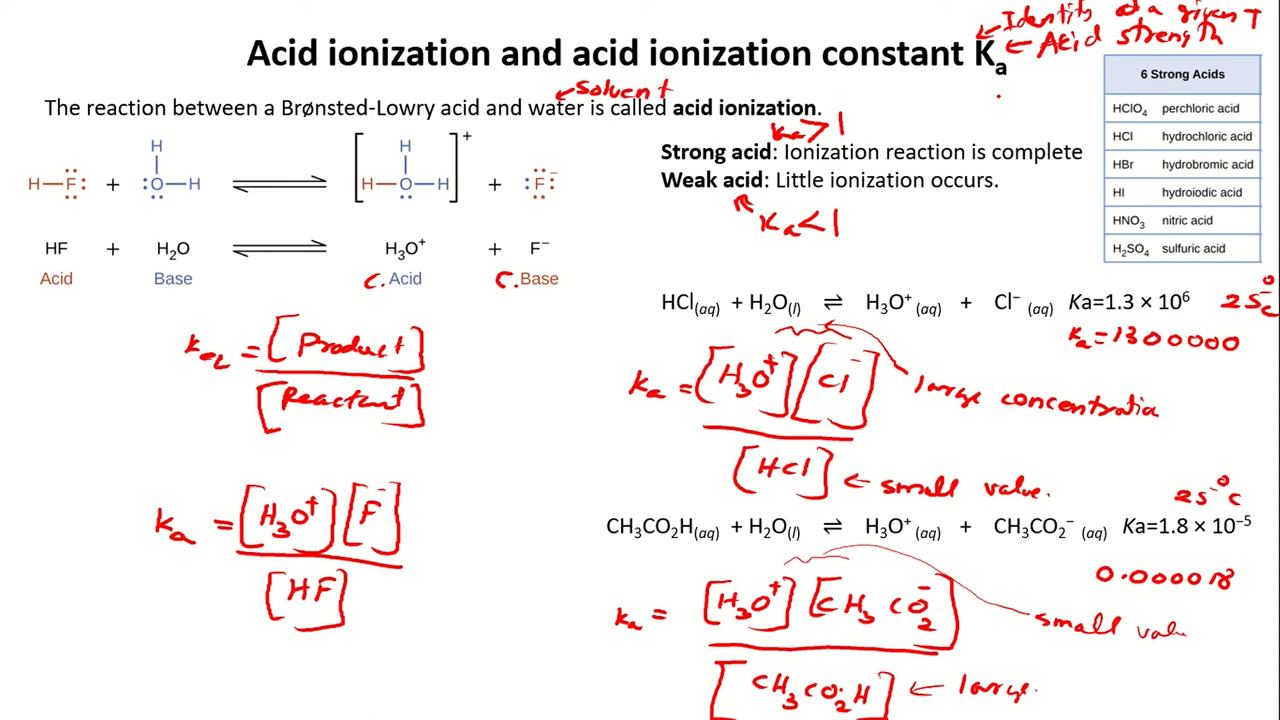 Identity at a given T
Acid strength
Acid ionization and acid ionization constant Ka
solvent
The reaction between a Brønsted-Lowry acid and water is called acid ionization.
H–F: + :O–H H H–O–H H + + :F: –
HF + H₂O ⇌ H₃O⁺ + F⁻
Acid Base C. Acid C. Base
Keq = [Product]
[Reactant]
Ka = [H₃O⁺] [F⁻]
[HF]
Ka > 1
Strong acid: Ionization reaction is complete
Weak acid: Little ionization occurs.
Ka < 1
6 Strong Acids
HClO₄ perchloric acid
HCl hydrochloric acid
HBr hydrobromic acid
HI hydroiodic acid
HNO₃ nitric acid
H₂SO₄ sulfuric acid
HCl(aq) + H₂O(l) ⇌ H₃O⁺ (aq) + Cl⁻ (aq) Ka=1.3 × 10⁶ 25°C
Ka = 1300000
Ka = [H₃O⁺] [Cl⁻] large concentratio
[HCl] ← small value.
25°C
CH₃CO₂H(aq) + H₂O(l) ⇌ H₃O⁺ (aq) + CH₃CO₂⁻ (aq) Ka=1.8 × 10⁻⁵
0.000018
Ka = [H₃O⁺] [CH₃CO₂⁻] small valu
[CH₃CO₂H] ← large.